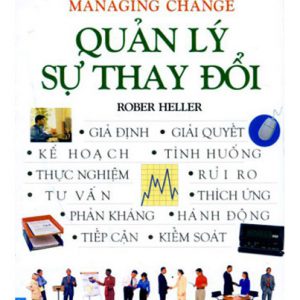 MANAGING CHANGE
QUẢN LÝ
SỰ THAY ĐỔI
ROBER HELLER
• GIẢ ĐỊNH • GIẢI QUYẾT
• KẾ HOẠCH • TÌNH HUỐNG
• THỰC NGHIỆM • RỦI RO
• TƯ VẤN • THÍCH ỨNG
• PHẢN KHÁNG • HÀNH ĐỘNG
• TIẾP CẬN • KIỂM SOÁT